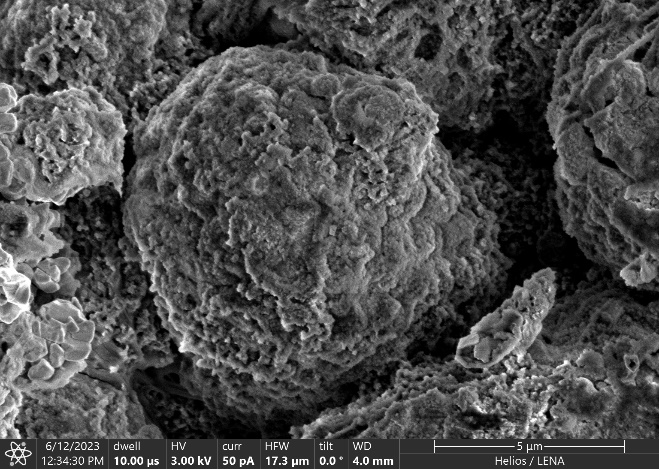 6/12/2023 dwell HV curr HFW tilt WD 5 µm
12:34:30 PM 10.00 µs 3.00 kV 50 pA 17.3 µm 0.0 ° 4.0 mm Helios / LENA